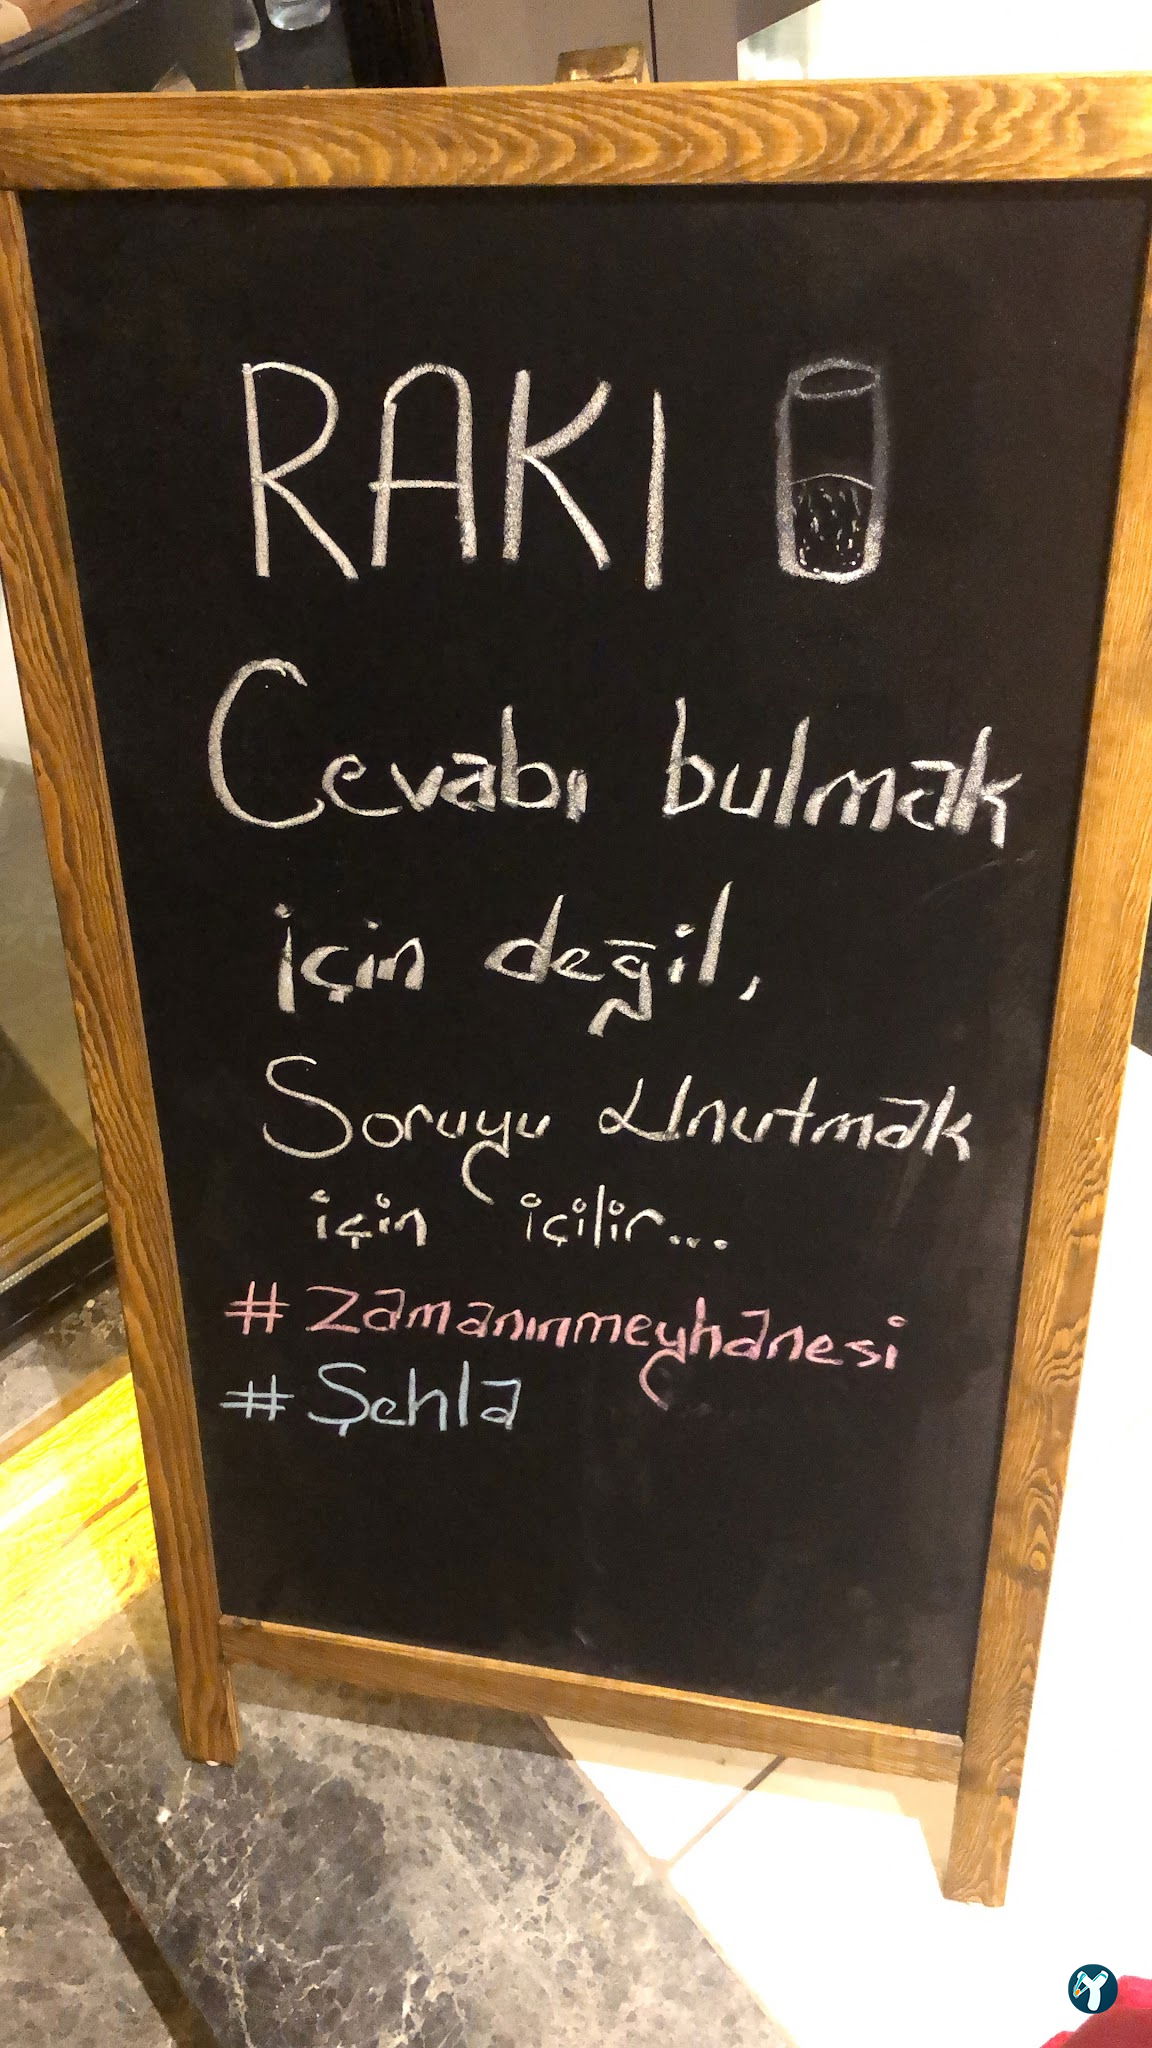 RAKI
Cevabı bulmak
için değil,
Soruyu Unutmak
için içilir...
#Zamanınmeyhanesi
#Şehla